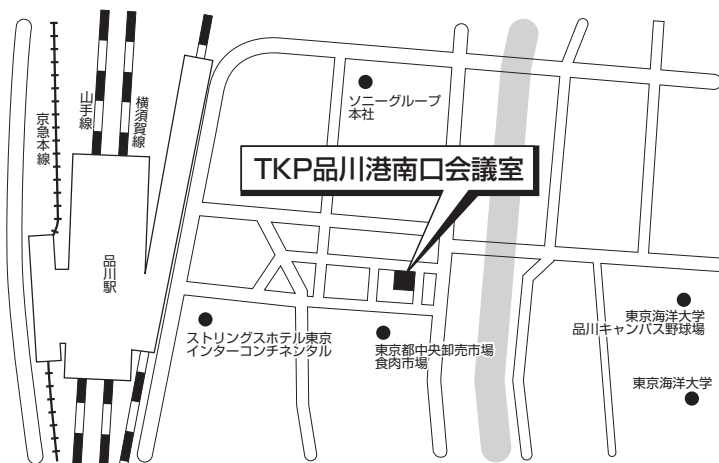 ソニーグループ
本社
山手線
横須賀線
京急本線
TKP品川港南口会議室
品川駅
東京海洋大学
品川キャンパス野球場
ストリングスホテル東京
インターコンチネンタル
東京都中央卸売市場
食肉市場
東京海洋大学